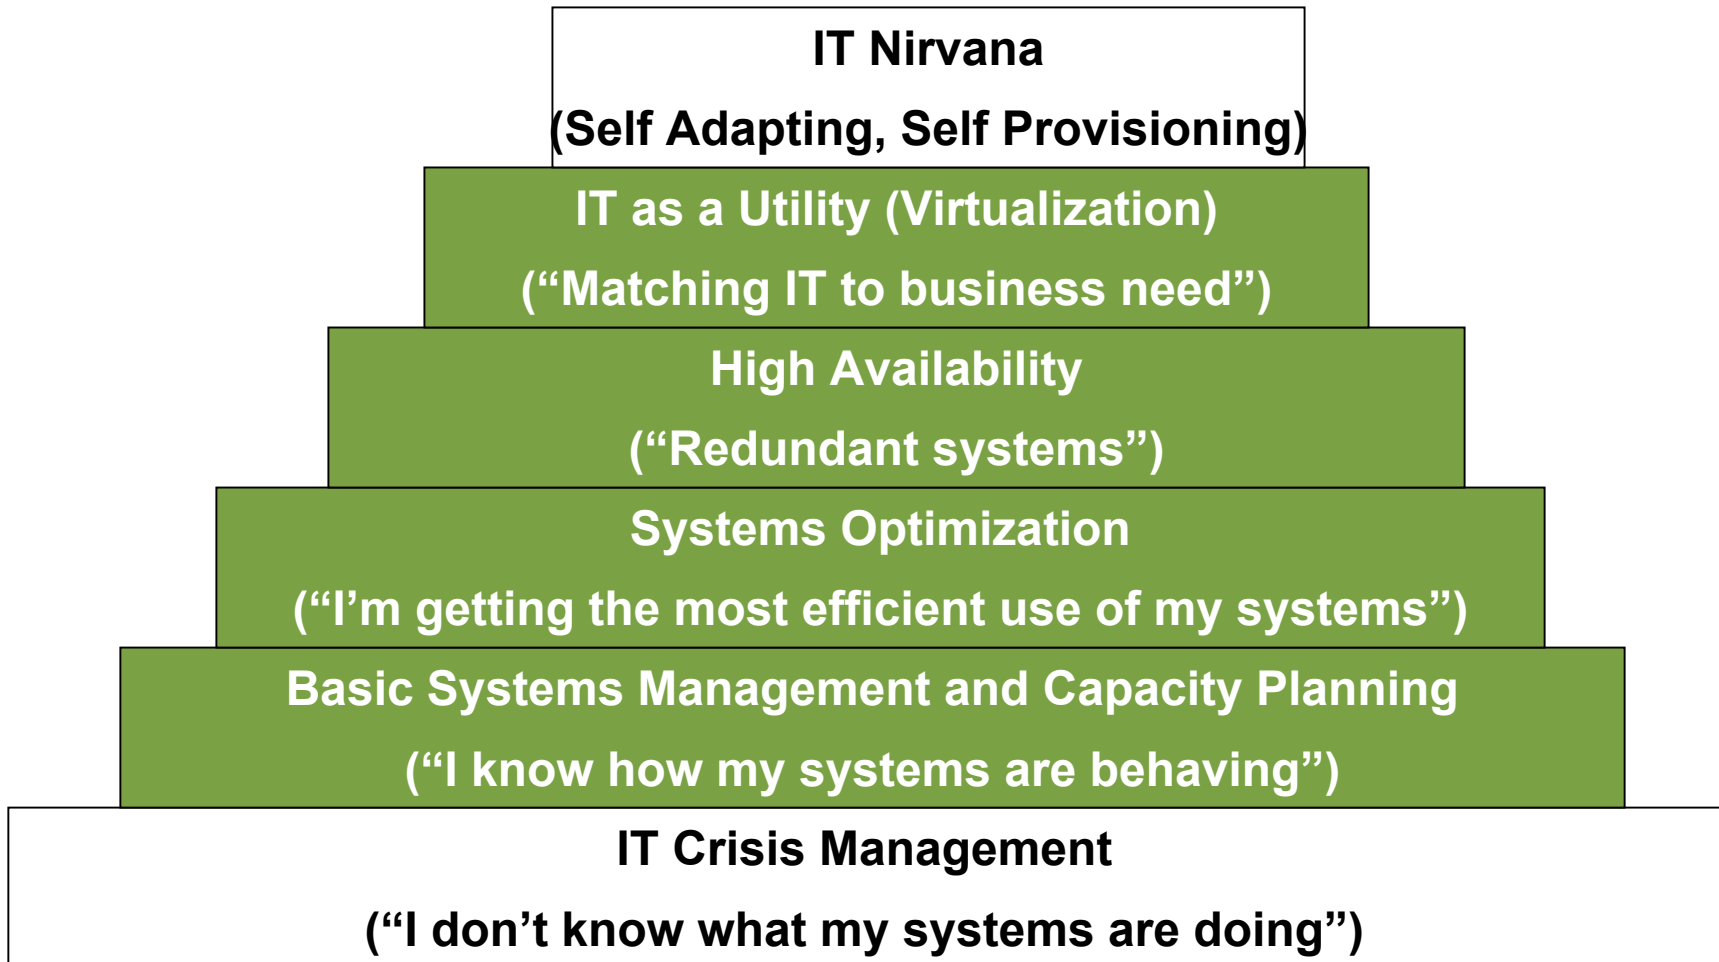 IT Nirvana
(Self Adapting, Self Provisioning)
IT as a Utility (Virtualization)
(“Matching IT to business need”)
High Availability
(“Redundant systems”)
Systems Optimization
(“I’m getting the most efficient use of my systems”)
Basic Systems Management and Capacity Planning
(“I know how my systems are behaving”)
IT Crisis Management
(“I don’t know what my systems are doing”)